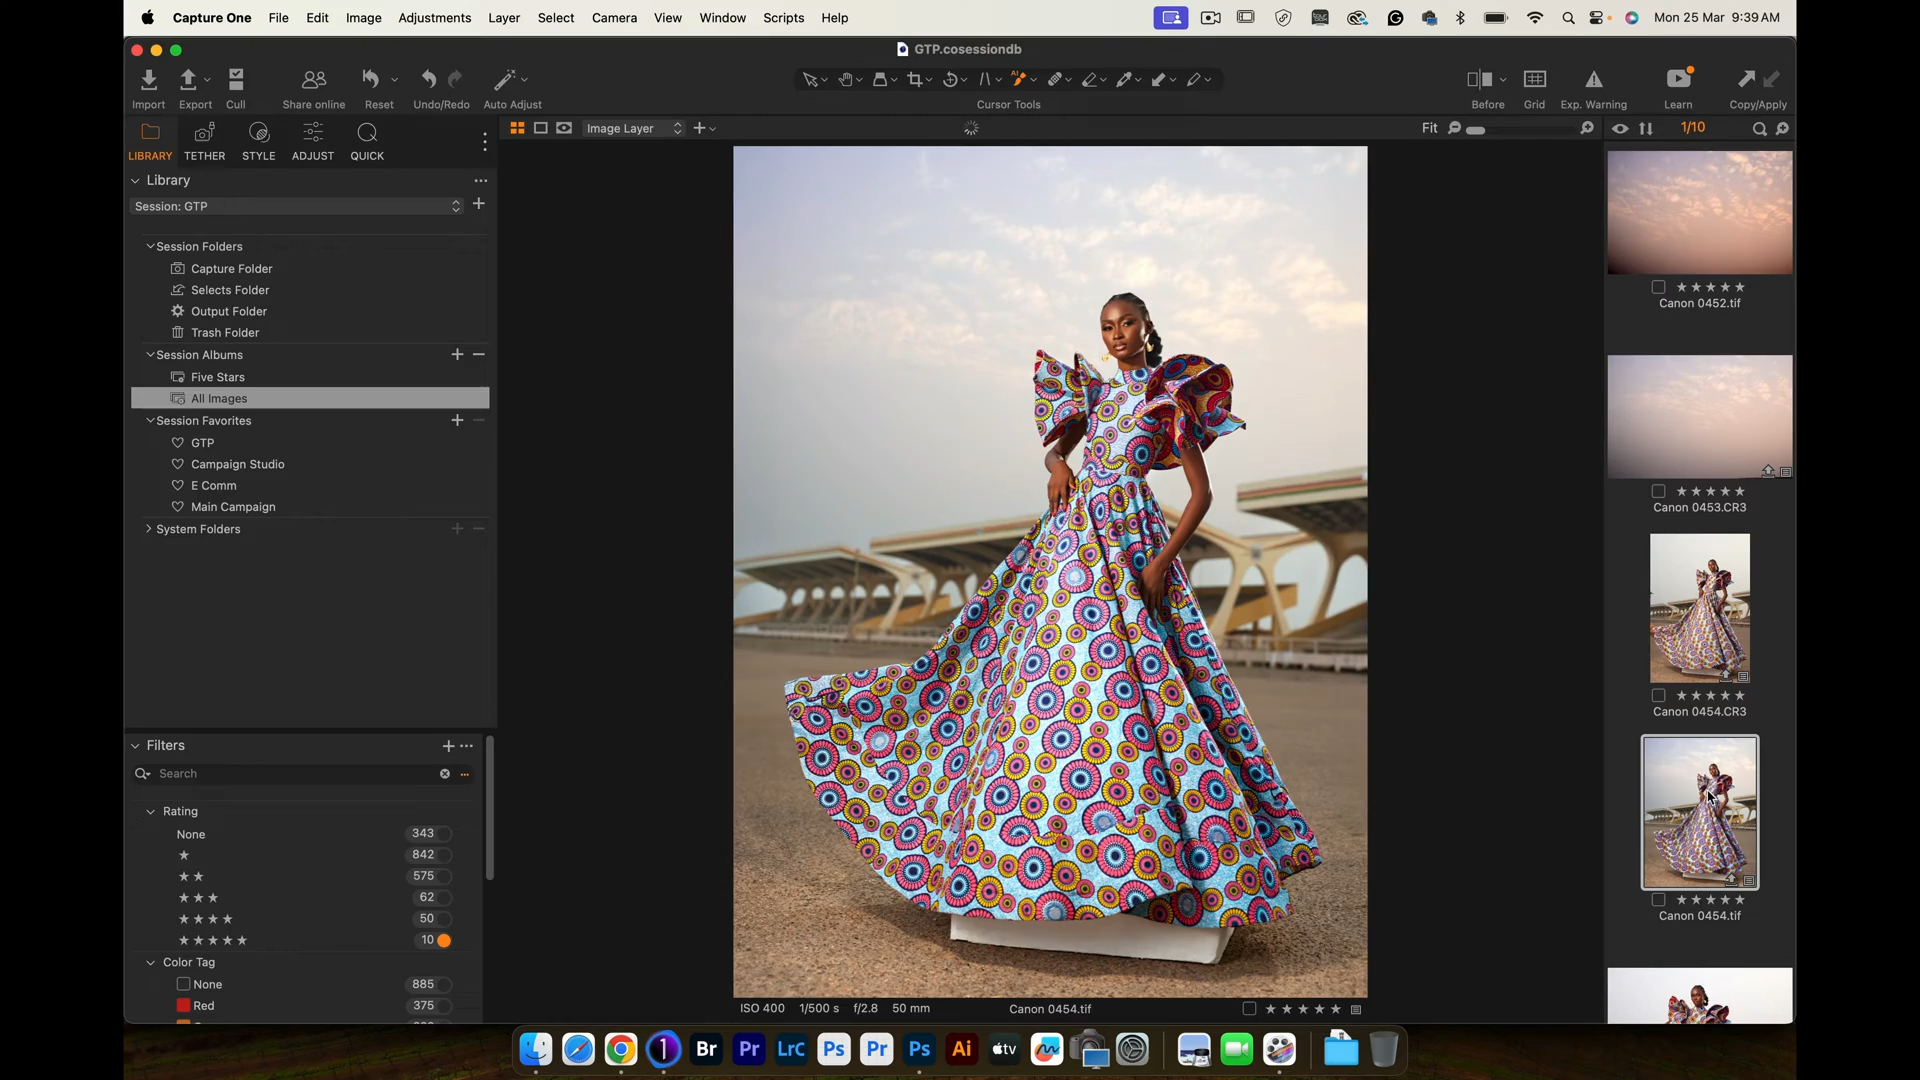 Capture One File Edit Image Adjustments Layer Select Camera View Window Scripts Help Mon 25 Mar 9:39 AM
GTP.cosessiondb
Import Export Cull Share online Reset Undo/Redo Auto Adjust Cursor Tools Before Grid Exp. Warning Learn Copy/Apply
AI
LIBRARY TETHER STYLE ADJUST QUICK
Image Layer
Fit
1/10
Library
Session: GTP
Session Folders
Capture Folder
Selects Folder
Output Folder
Trash Folder
Session Albums
Five Stars
All Images
Session Favorites
GTP
Campaign Studio
E Comm
Main Campaign
System Folders
Filters
Search
Rating
None 343
842
575
62
50
10
Color Tag
None 885
Red 375
ISO 400 1/500 s f/2.8 50 mm Canon 0454.tif
Canon 0452.tif
Canon 0453.CR3
Canon 0454.CR3
Canon 0454.tif
1 Br Pr LrC Ps Pr Ps Ai tv